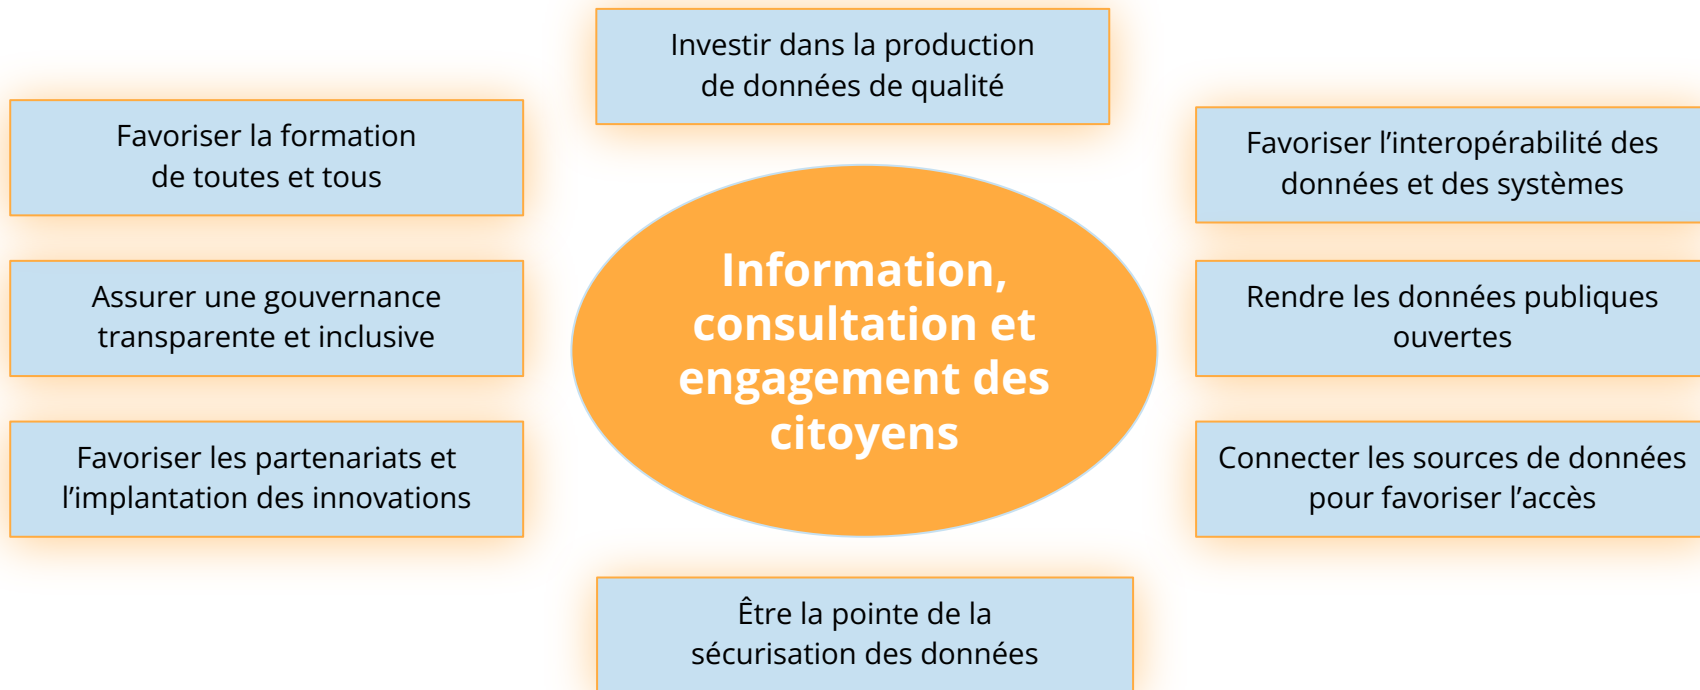 Investir dans la production
de données de qualité
Favoriser la formation
de toutes et tous
Favoriser l’interopérabilité des
données et des systèmes
Information,
consultation et
engagement des
citoyens
Assurer une gouvernance
transparente et inclusive
Rendre les données publiques
ouvertes
Favoriser les partenariats et
l’implantation des innovations
Connecter les sources de données
pour favoriser l’accès
Être la pointe de la
sécurisation des données